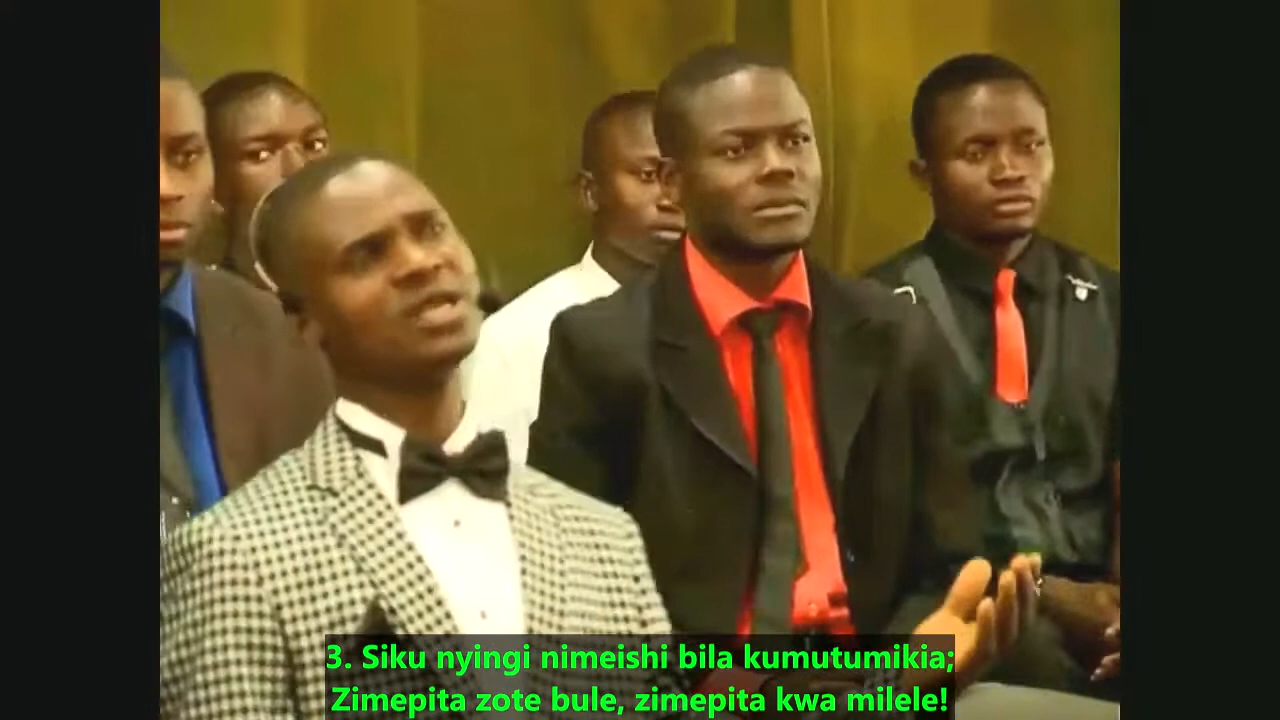 3. Siku nyingi nimeishi bila kumutumikia;
Zimepita zote bule, zimepita kwa milele!